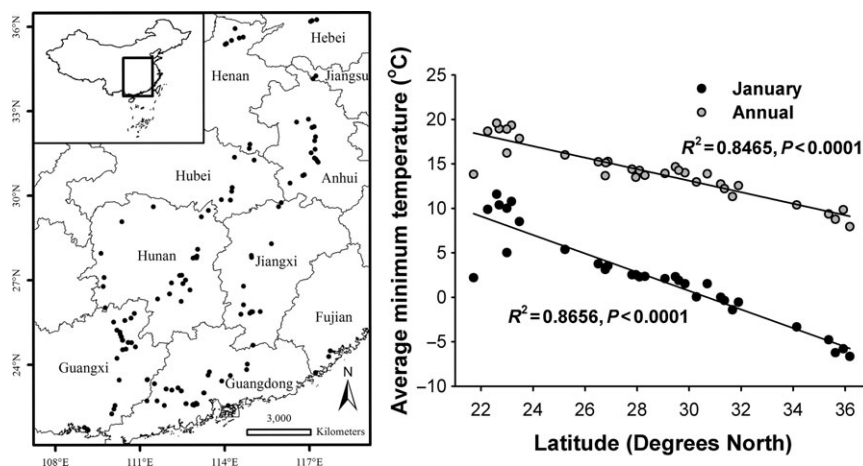 36°N
33°N
30°N
27°N
24°N
Hebei
Henan
Jiangsu
Hubei
Anhui
Hunan
Jiangxi
Fujian
Guangxi
Guangdong
N
3,000
Kilometers
108°E
111°E
114°E
117°E
Average minimum temperature (°C)
25
20
15
10
5
0
−5
−10
January
Annual
R²=0.8465, P<0.0001
R²=0.8656, P<0.0001
22 24 26 28 30 32 34 36
Latitude (Degrees North)